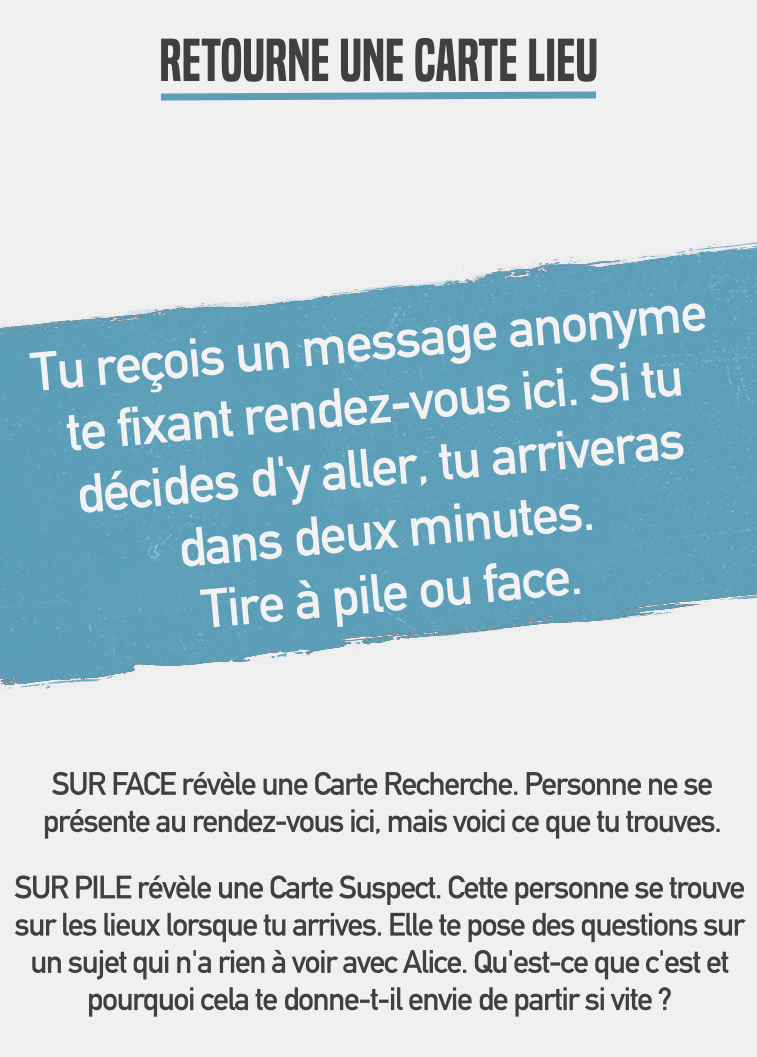 RETOURNE UNE CARTE LIEU
Tu reçois un message anonyme
te fixant rendez-vous ici. Si tu
décides d'y aller, tu arriveras
dans deux minutes.
Tire à pile ou face.
SUR FACE révèle une Carte Recherche. Personne ne se
présente au rendez-vous ici, mais voici ce que tu trouves.
SUR PILE révèle une Carte Suspect. Cette personne se trouve
sur les lieux lorsque tu arrives. Elle te pose des questions sur
un sujet qui n'a rien à voir avec Alice. Qu'est-ce que c'est et
pourquoi cela te donne-t-il envie de partir si vite ?